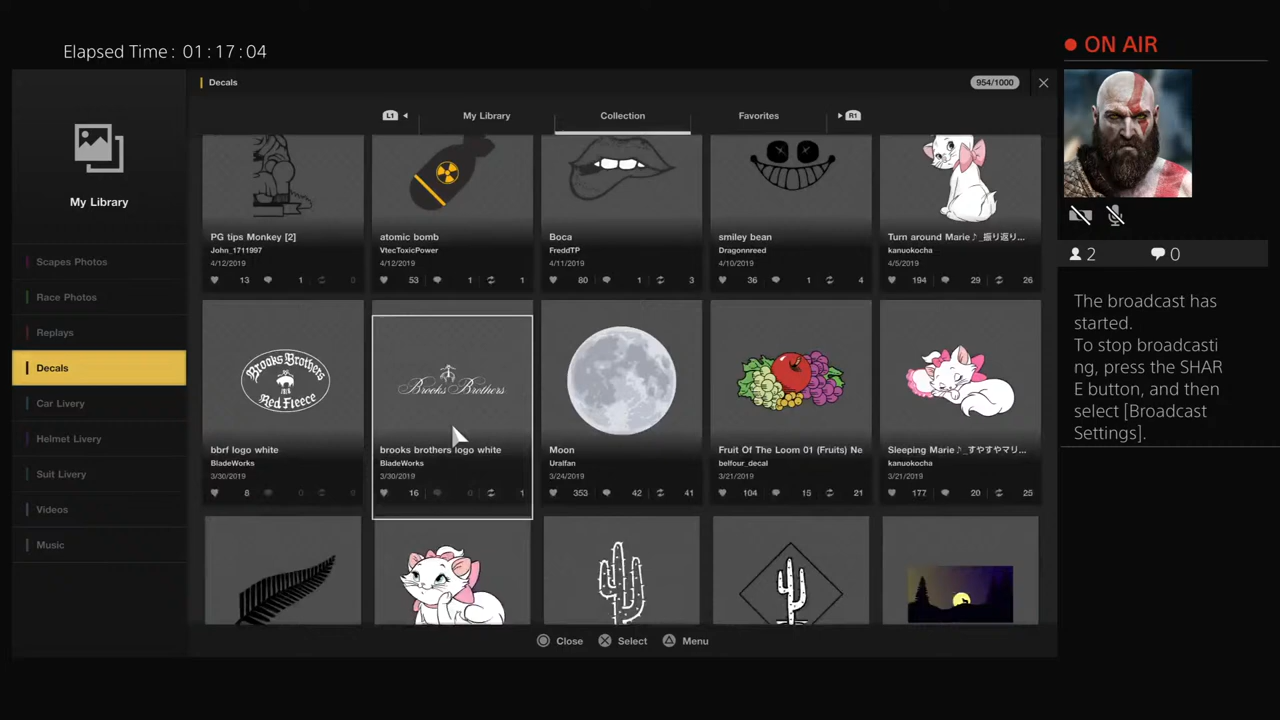 Elapsed Time: 01:17:04
ON AIR
Decals
954/1000
L1
My Library
Collection
Favorites
R1
My Library
Scapes Photos
Race Photos
Replays
Decals
Car Livery
Helmet Livery
Suit Livery
Videos
Music
PG tips Monkey [2]
John_1711997
4/12/2019
13 1 0
atomic bomb
VtecToxicPower
4/12/2019
53 1 1
Boca
FreddTP
4/11/2019
80 1 3
smiley bean
Dragonnreed
4/10/2019
36 1 4
Turn around Marie♪_振り返り...
kanuokocha
4/5/2019
194 29 26
Brooks Brothers
Red Fleece
bbrf logo white
BladeWorks
3/30/2019
8 0 9
Brooks Brothers
brooks brothers logo white
BladeWorks
3/30/2019
16 0 1
Moon
Uralfan
3/24/2019
353 42 41
Fruit Of The Loom 01 (Fruits) Ne
belfour_decal
3/21/2019
104 15 21
Sleeping Marie♪_すやすやマリ...
kanuokocha
3/21/2019
177 20 25
Close
Select
Menu
2
0
The broadcast has
started.
To stop broadcasti
ng, press the SHAR
E button, and then
select [Broadcast
Settings].